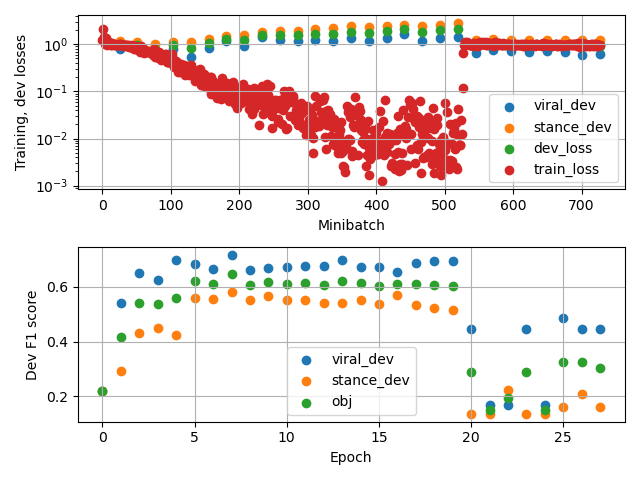 Training, dev losses
10⁰
10⁻¹
10⁻²
10⁻³
viral_dev
stance_dev
dev_loss
train_loss
0 100 200 300 400 500 600 700
Minibatch
Dev F1 score
0.6
0.4
0.2
viral_dev
stance_dev
obj
0 5 10 15 20 25
Epoch